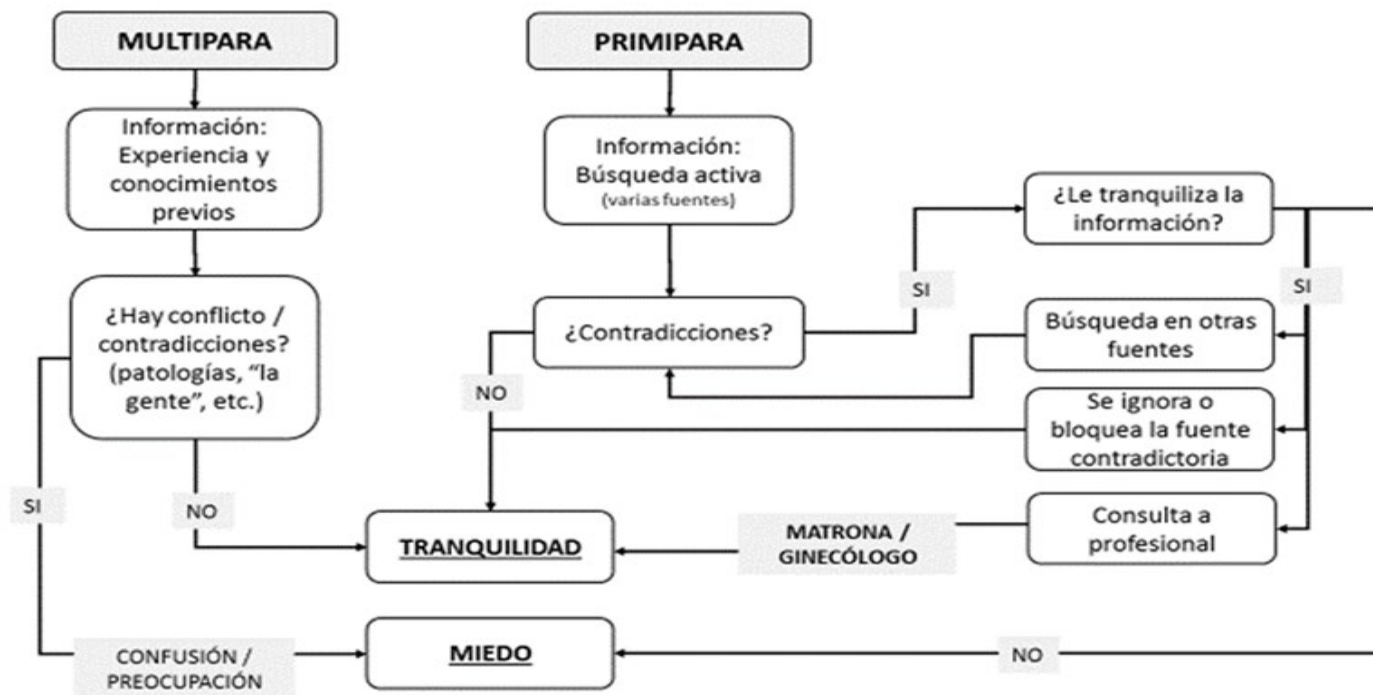 MULTIPARA
PRIMIPARA
Información:
Experiencia y
conocimientos
previos
Información:
Búsqueda activa
(varias fuentes)
¿Le tranquiliza la
información?
¿Hay conflicto /
contradicciones?
(patologías, “la
gente”, etc.)
¿Contradicciones?
SI
SI
Búsqueda en otras
fuentes
NO
Se ignora o
bloquea la fuente
contradictoria
SI
NO
Consulta a
profesional
MATRONA /
GINECÓLOGO
TRANQUILIDAD
CONFUSIÓN /
PREOCUPACIÓN
MIEDO
NO